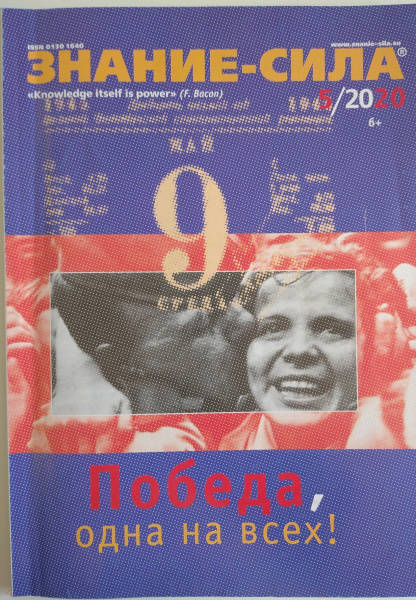 ISSN 0130 1640
www.znanie-sila.su
ЗНАНИЕ-СИЛА®
«Knowledge itself is power» (F. Bacon)
5/2020
6+
МАЙ
9
Победа,
одна на всех!